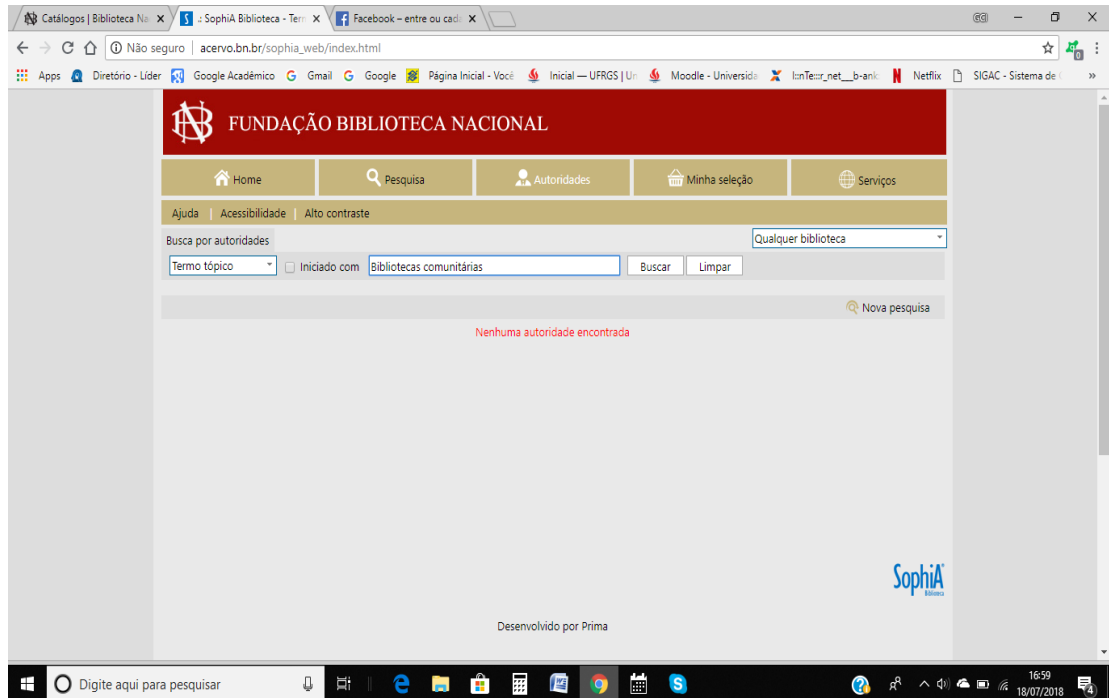 Catálogos | Biblioteca Na
.: SophiA Biblioteca - Terr
Facebook – entre ou cada
Não seguro | acervo.bn.br/sophia_web/index.html
Apps Diretório - Líder Google Acadêmico Gmail Google Página Inicial - Você Inicial — UFRGS | Un Moodle - Universida Netflix SIGAC - Sistema de
FUNDAÇÃO BIBLIOTECA NACIONAL
Home Pesquisa Autoridades Minha seleção Serviços
Ajuda | Acessibilidade | Alto contraste
Busca por autoridades Qualquer biblioteca
Termo tópico Iniciado com Bibliotecas comunitárias Buscar Limpar
Nova pesquisa
Nenhuma autoridade encontrada
SophiA
Biblioteca
Desenvolvido por Prima
Digite aqui para pesquisar
16:59
18/07/2018